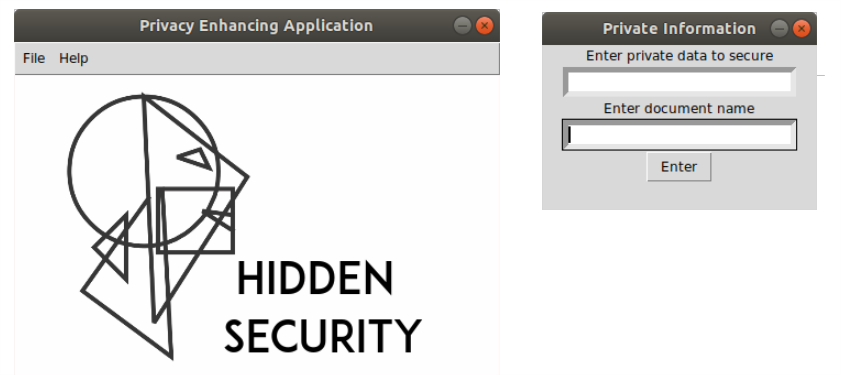 Privacy Enhancing Application
File Help
HIDDEN
SECURITY
Private Information
Enter private data to secure
Enter document name
Enter